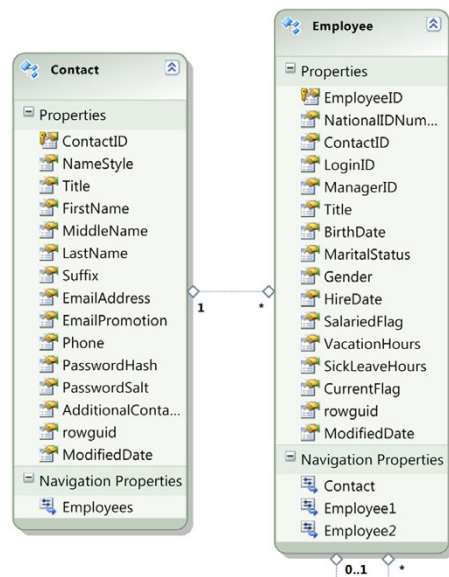 Contact
Properties
ContactID
NameStyle
Title
FirstName
MiddleName
LastName
Suffix
EmailAddress
EmailPromotion
Phone
PasswordHash
PasswordSalt
AdditionalConta...
rowguid
ModifiedDate
Navigation Properties
Employees
1
*
Employee
Properties
EmployeeID
NationalIDNum...
ContactID
LoginID
ManagerID
Title
BirthDate
MaritalStatus
Gender
HireDate
SalariedFlag
VacationHours
SickLeaveHours
CurrentFlag
rowguid
ModifiedDate
Navigation Properties
Contact
Employee1
Employee2
0..1 *